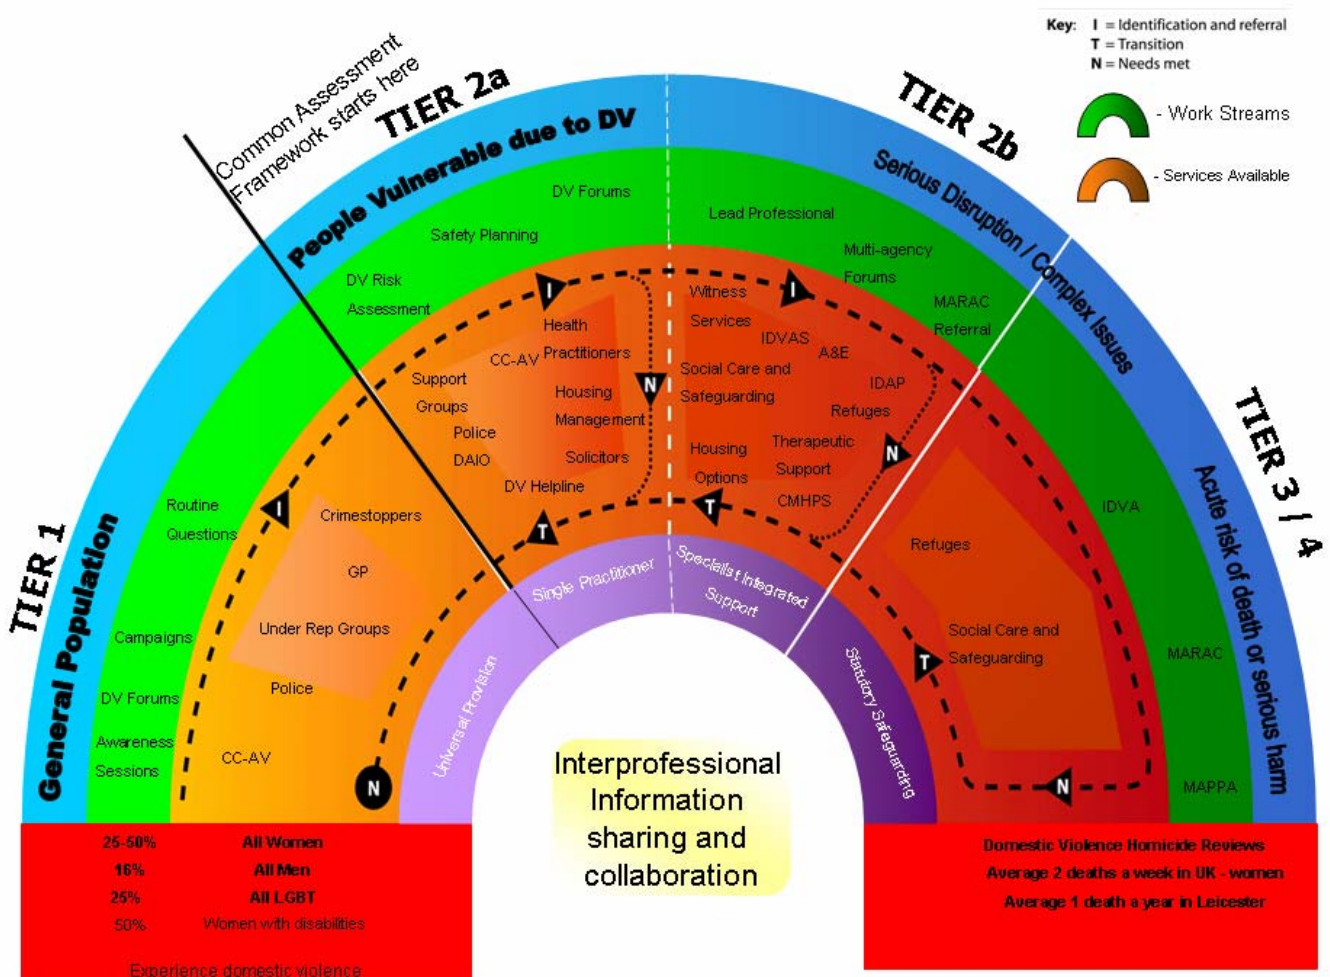 Key: I = Identification and referral
T = Transition
N = Needs met
- Work Streams
- Services Available
Common Assessment
Framework starts here
TIER 1
General Population
Routine
Questions
Campaigns
DV Forums
Awareness
Sessions
I
Crimestoppers
GP
Under Rep Groups
Police
CC-AV
N
Universal Provision
TIER 2a
People Vulnerable due to DV
DV Forums
Safety Planning
DV Risk
Assessment
I
Health
Practitioners
CC-AV
Support
Groups
Housing
Management
Police
DAIO
Solicitors
DV Helpline
N
T
Single Practitioner
TIER 2b
Serious Disruption / Complex Issues
Lead Professional
Multi-agency
Forums
MARAC
Referral
I
Witness
Services
IDVAS
A&E
Social Care and
Safeguarding
IDAP
Refuges
Housing
Options
Therapeutic
Support
CMHPS
N
T
Specialist Integrated
Support
TIER 3 / 4
Acute risk of death or serious harm
IDVA
MARAC
MAPPA
Refuges
Social Care and
Safeguarding
T
N
Statutory Safeguarding
Interprofessional
Information
sharing and
collaboration
25-50% All Women
16% All Men
25% All LGBT
50% Women with disabilities
Experience domestic violence
Domestic Violence Homicide Reviews
Average 2 deaths a week in UK - women
Average 1 death a year in Leicester